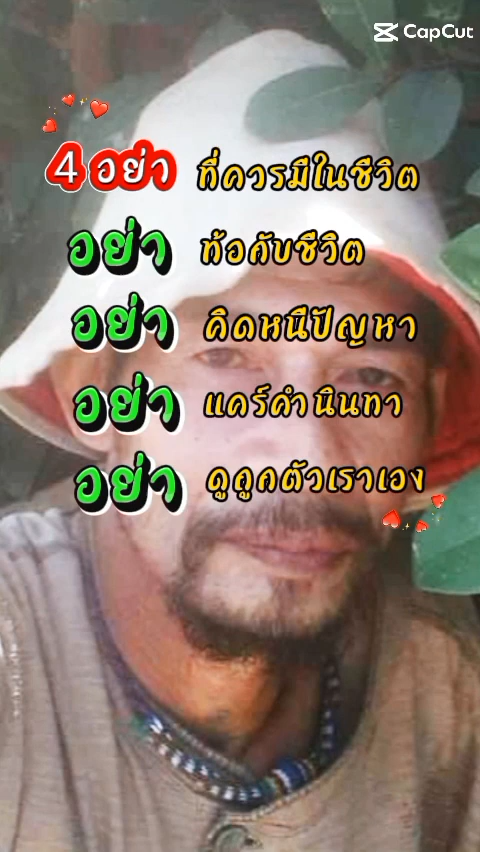 CapCut
4 อย่า ที่ควรมีในชีวิต
อย่า ท้อกับชีวิต
อย่า คิดหนีปัญหา
อย่า แคร์คำนินทา
อย่า ดูถูกตัวเราเอง